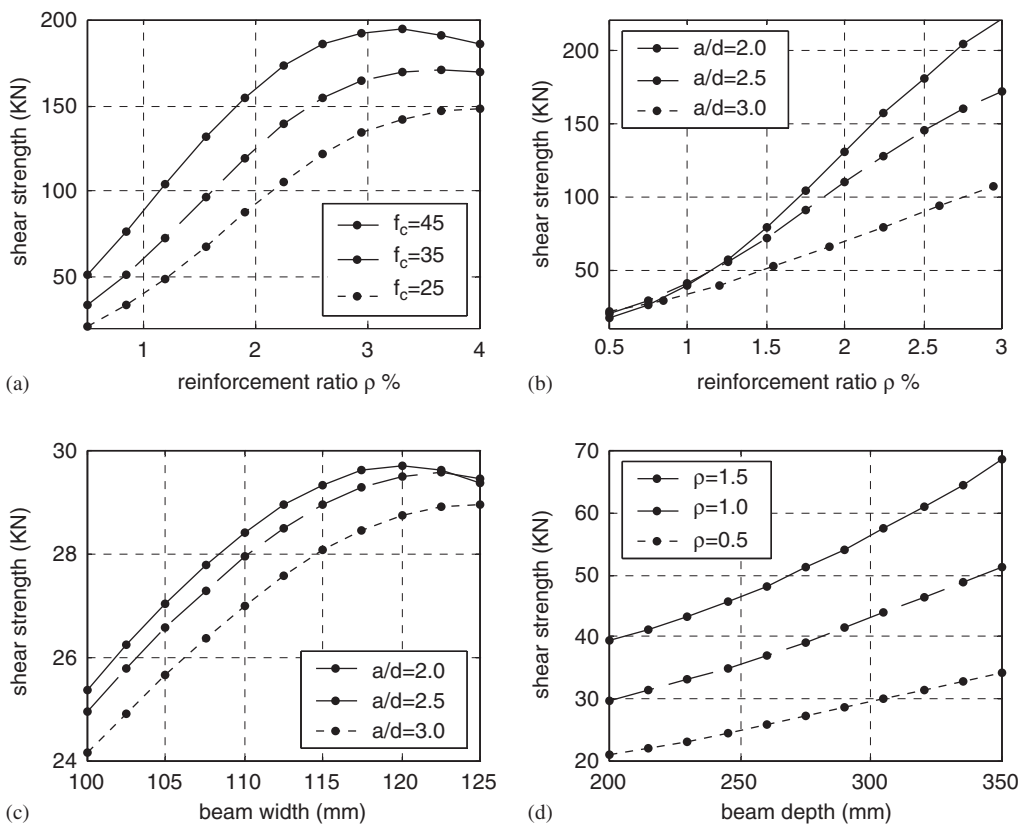 200
150
100
50
shear strength (KN)
f_c=45
f_c=35
f_c=25
1 2 3 4
reinforcement ratio ρ %
(a)
200
150
100
50
shear strength (KN)
a/d=2.0
a/d=2.5
a/d=3.0
0.5 1 1.5 2 2.5 3
reinforcement ratio ρ %
(b)
30
28
26
24
shear strength (KN)
a/d=2.0
a/d=2.5
a/d=3.0
100 105 110 115 120 125
beam width (mm)
(c)
70
60
50
40
30
20
shear strength (KN)
ρ=1.5
ρ=1.0
ρ=0.5
200 250 300 350
beam depth (mm)
(d)